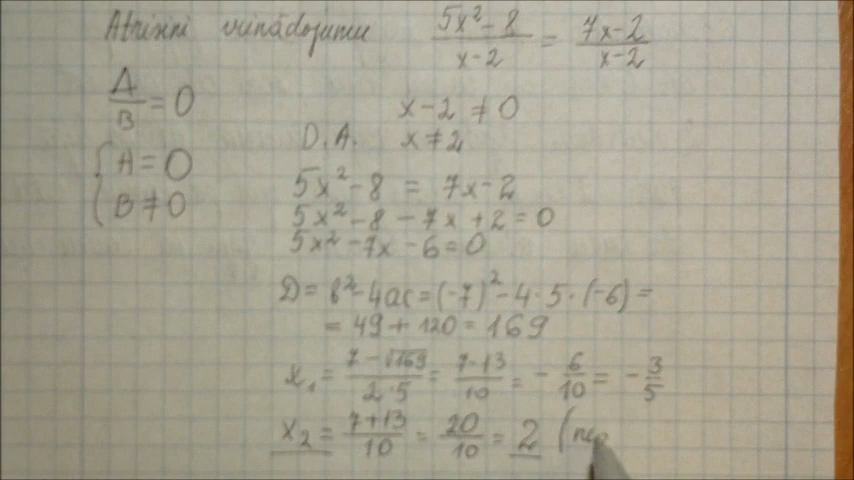 Atrisini vienādojumu (5x² - 8)/(x - 2) = (7x - 2)/(x - 2)
A/B = 0
{ A = 0
B ≠ 0
x - 2 ≠ 0
D.A. x ≠ 2
5x² - 8 = 7x - 2
5x² - 8 - 7x + 2 = 0
5x² - 7x - 6 = 0
D = b² - 4ac = (-7)² - 4 · 5 · (-6) =
= 49 + 120 = 169
x₁ = (7 - √169)/(2 · 5) = (7 - 13)/10 = - 6/10 = - 3/5
x₂ = (7 + 13)/10 = 20/10 = 2 (ne